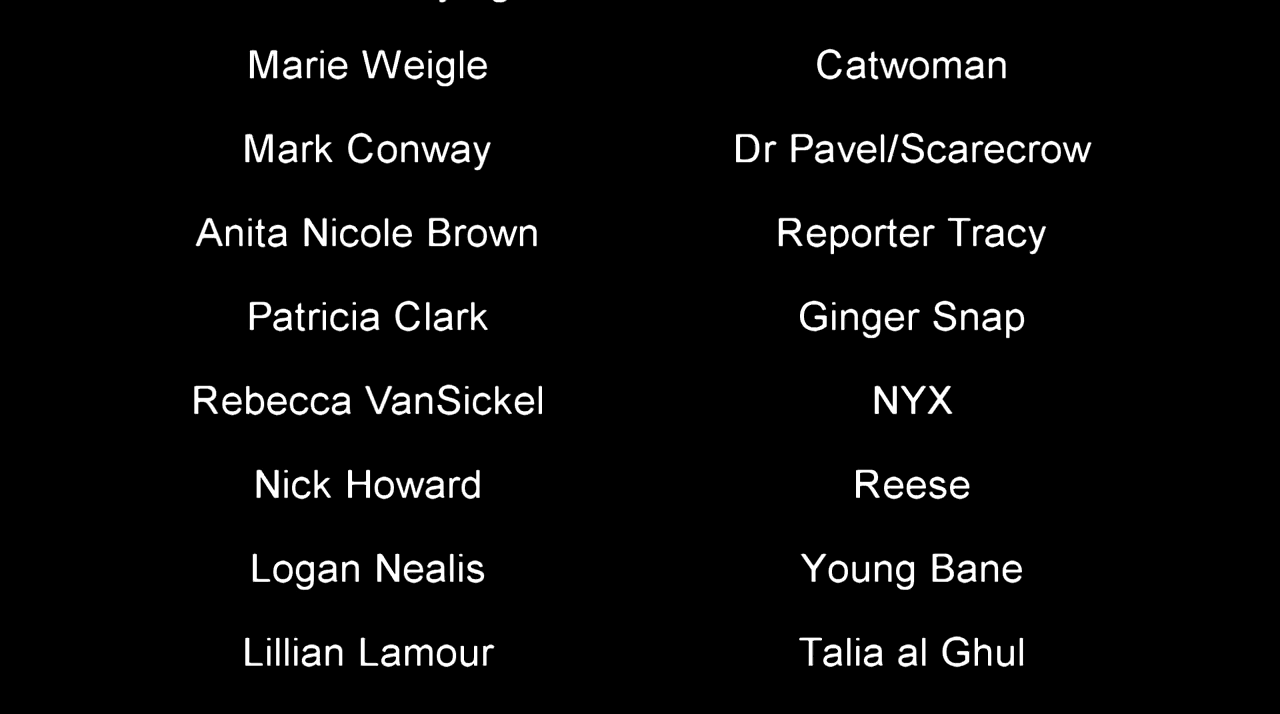 Marie Weigle Catwoman
Mark Conway Dr Pavel/Scarecrow
Anita Nicole Brown Reporter Tracy
Patricia Clark Ginger Snap
Rebecca VanSickel NYX
Nick Howard Reese
Logan Nealis Young Bane
Lillian Lamour Talia al Ghul